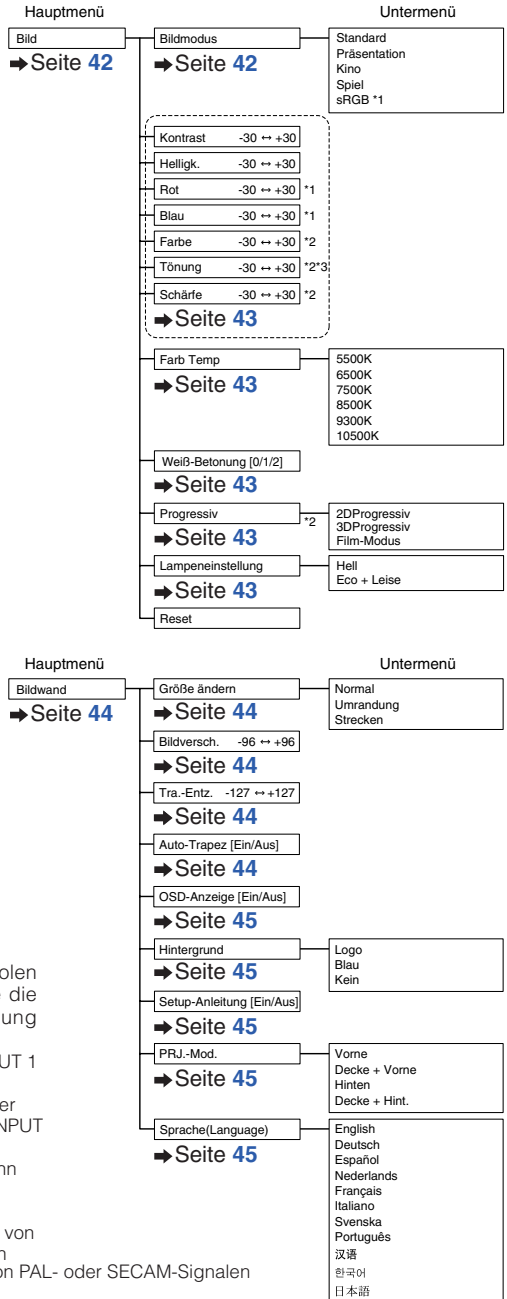 Hauptmenü Untermenü
Bild Bildmodus Standard
➡Seite 42 ➡Seite 42 Präsentation
Kino
Spiel
sRGB *1
Kontrast -30 ↔ +30
Helligk. -30 ↔ +30
Rot -30 ↔ +30 *1
Blau -30 ↔ +30 *1
Farbe -30 ↔ +30 *2
Tönung -30 ↔ +30 *2*3
Schärfe -30 ↔ +30 *2
➡Seite 43
Farb Temp 5500K
➡Seite 43 6500K
7500K
8500K
9300K
10500K
Weiß-Betonung [0/1/2]
➡Seite 43
Progressiv *2 2DProgressiv
➡Seite 43 3DProgressiv
Film-Modus
Lampeneinstellung Hell
➡Seite 43 Eco + Leise
Reset
Hauptmenü Untermenü
Bildwand Größe ändern Normal
➡Seite 44 ➡Seite 44 Umrandung
Strecken
Bildversch. -96 ↔ +96
➡Seite 44
Tra.-Entz. -127 ↔ +127
➡Seite 44
Auto-Trapez [Ein/Aus]
➡Seite 44
OSD-Anzeige [Ein/Aus]
➡Seite 45
Hintergrund Logo
➡Seite 45 Blau
Kein
Setup-Anleitung [Ein/Aus]
➡Seite 45
PRJ.-Mod. Vorne
➡Seite 45 Decke + Vorne
Hinten
Decke + Hint.
Sprache(Language) English
➡Seite 45 Deutsch
Español
Nederlands
Français
Italiano
Svenska
Português
汉语
한국어
日本語
die
von
on PAL- oder SECAM-Signalen